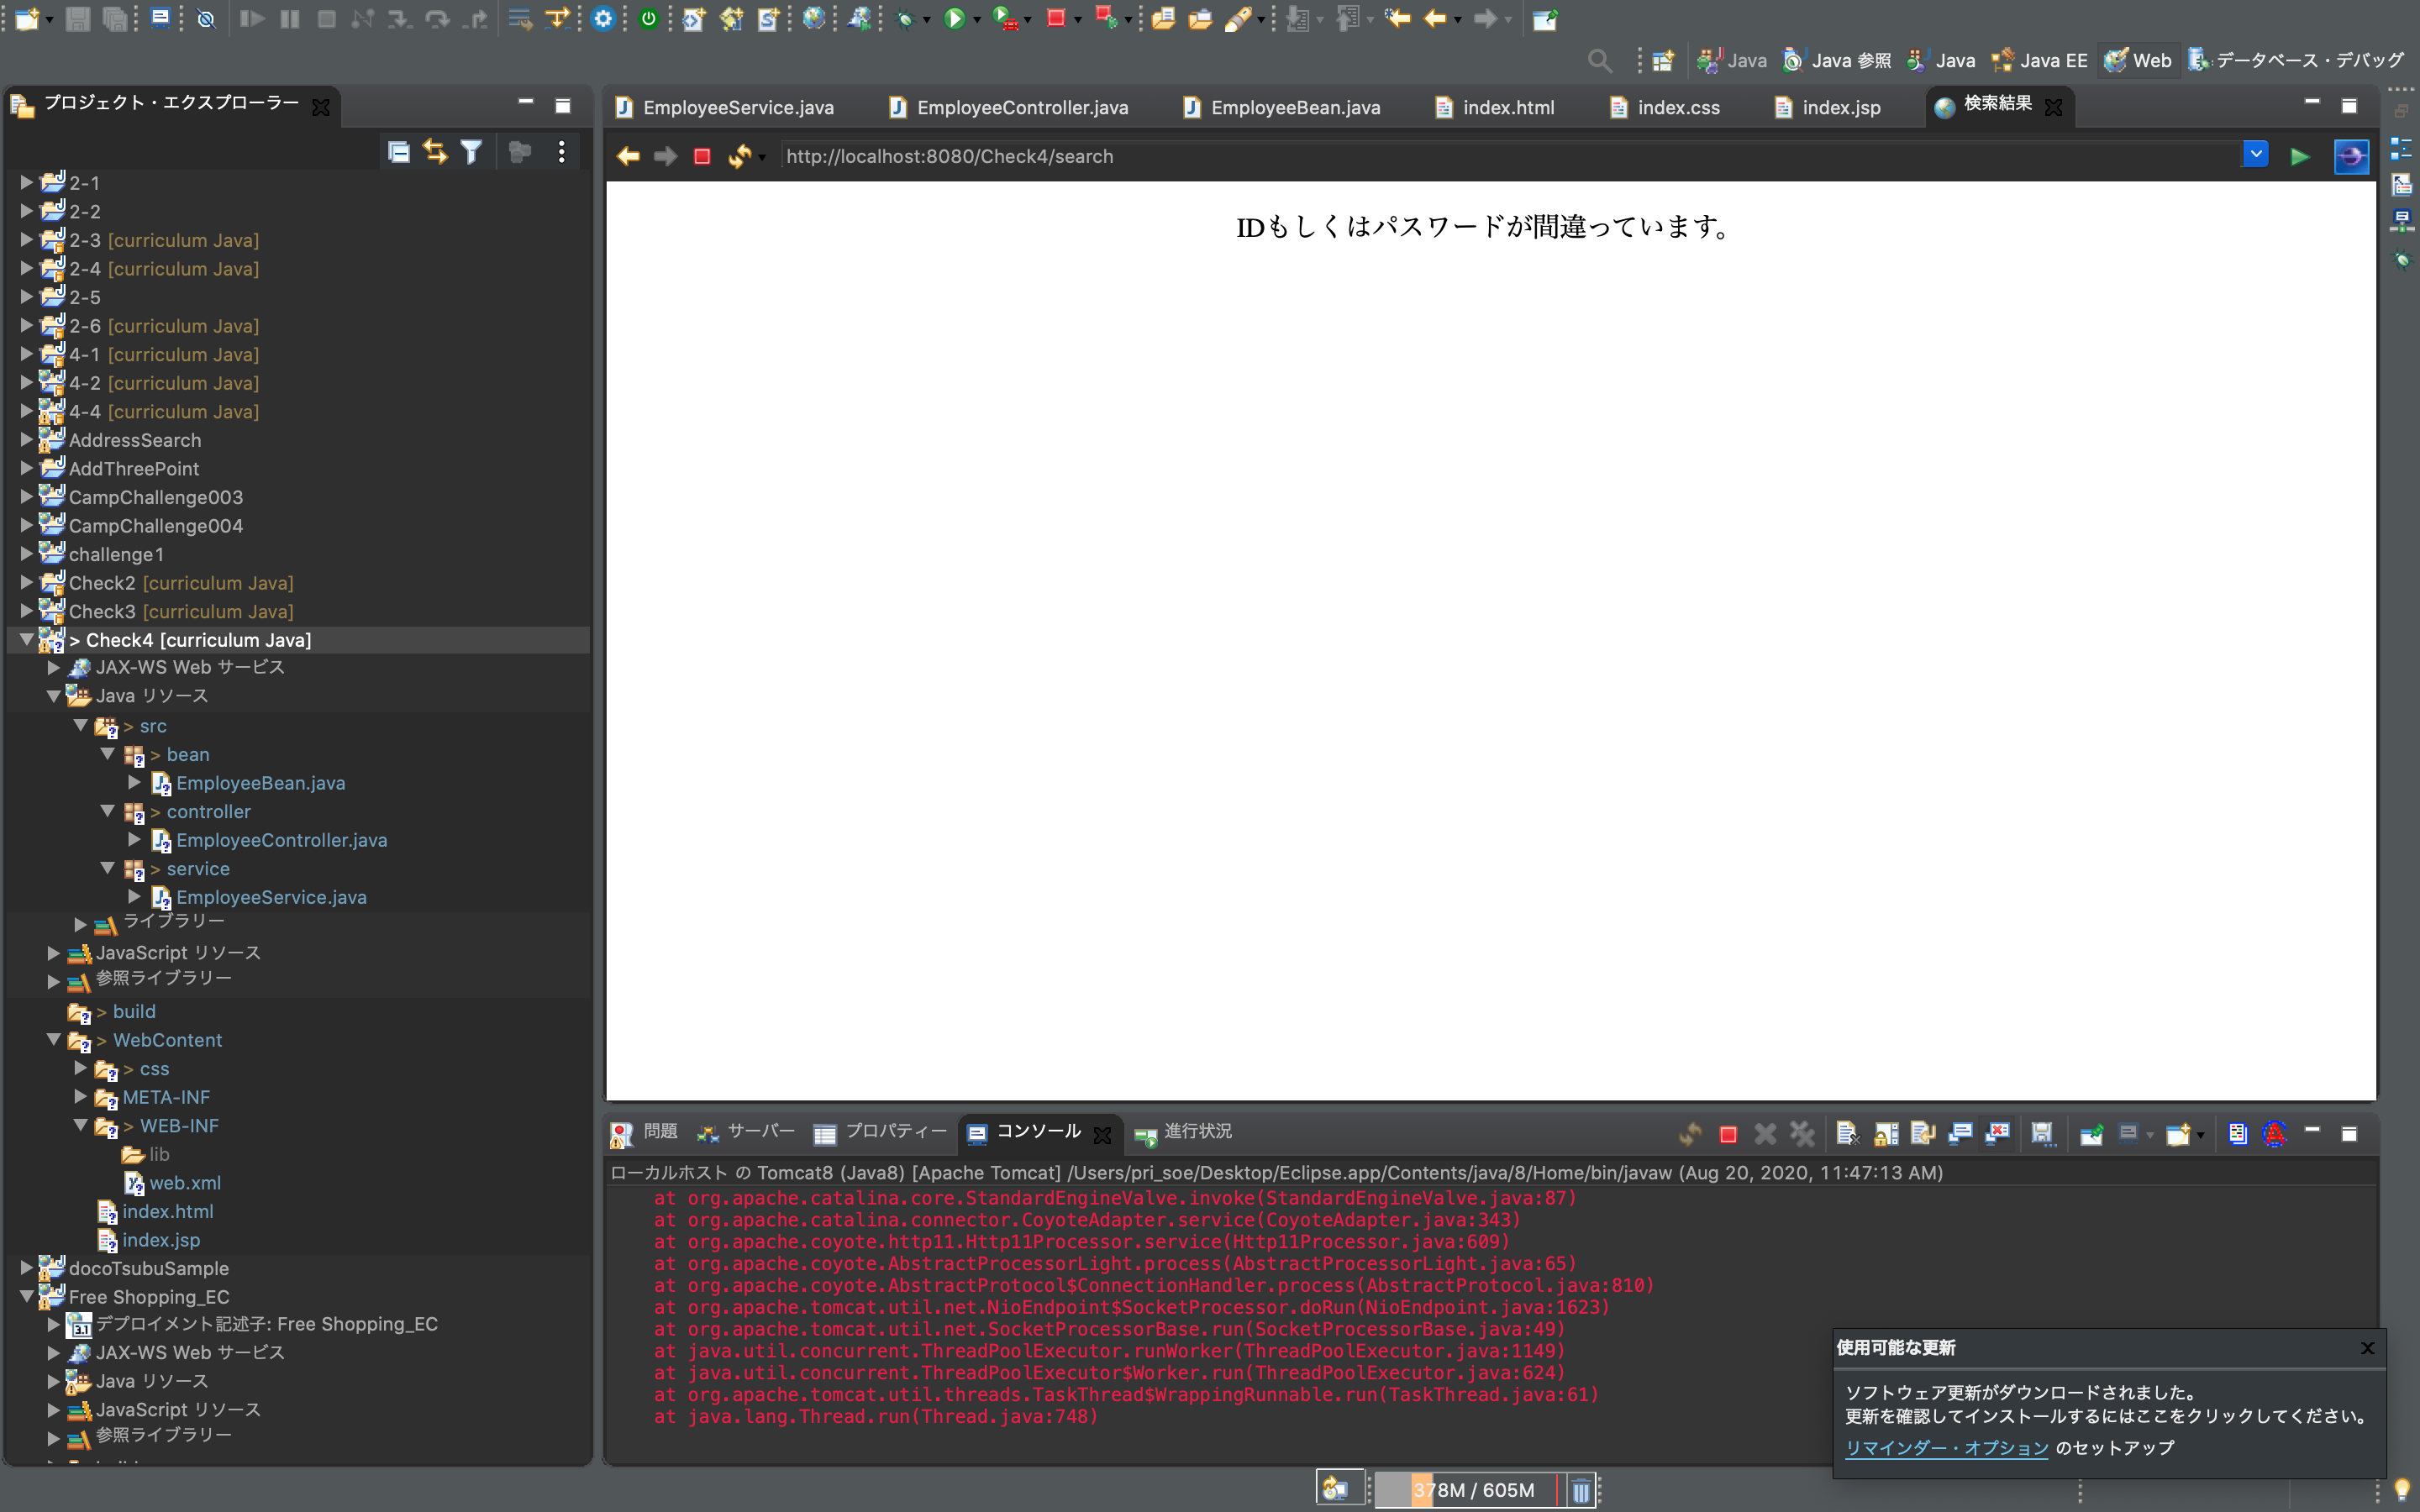 Java
Java 参照
Java
Java EE
Web
データベース・デバッグ
プロジェクト・エクスプローラー
2-1
2-2
2-3 [curriculum Java]
2-4 [curriculum Java]
2-5
2-6 [curriculum Java]
4-1 [curriculum Java]
4-2 [curriculum Java]
4-4 [curriculum Java]
AddressSearch
AddThreePoint
CampChallenge003
CampChallenge004
challenge1
Check2 [curriculum Java]
Check3 [curriculum Java]
> Check4 [curriculum Java]
JAX-WS Web サービス
Java リソース
> src
> bean
EmployeeBean.java
> controller
EmployeeController.java
> service
EmployeeService.java
ライブラリー
JavaScript リソース
参照ライブラリー
> build
> WebContent
> css
META-INF
> WEB-INF
lib
web.xml
index.html
index.jsp
docoTsubuSample
Free Shopping_EC
デプロイメント記述子: Free Shopping_EC
JAX-WS Web サービス
Java リソース
JavaScript リソース
参照ライブラリー
EmployeeService.java
EmployeeController.java
EmployeeBean.java
index.html
index.css
index.jsp
検索結果
http://localhost:8080/Check4/search
IDもしくはパスワードが間違っています。
問題
サーバー
プロパティー
コンソール
進行状況
ローカルホスト の Tomcat8 (Java8) [Apache Tomcat] /Users/pri_soe/Desktop/Eclipse.app/Contents/java/8/Home/bin/javaw (Aug 20, 2020, 11:47:13 AM)
at org.apache.catalina.core.StandardEngineValve.invoke(StandardEngineValve.java:87)
at org.apache.catalina.connector.CoyoteAdapter.service(CoyoteAdapter.java:343)
at org.apache.coyote.http11.Http11Processor.service(Http11Processor.java:609)
at org.apache.coyote.AbstractProcessorLight.process(AbstractProcessorLight.java:65)
at org.apache.coyote.AbstractProtocol$ConnectionHandler.process(AbstractProtocol.java:810)
at org.apache.tomcat.util.net.NioEndpoint$SocketProcessor.doRun(NioEndpoint.java:1623)
at org.apache.tomcat.util.net.SocketProcessorBase.run(SocketProcessorBase.java:49)
at java.util.concurrent.ThreadPoolExecutor.runWorker(ThreadPoolExecutor.java:1149)
at java.util.concurrent.ThreadPoolExecutor$Worker.run(ThreadPoolExecutor.java:624)
at org.apache.tomcat.util.threads.TaskThread$WrappingRunnable.run(TaskThread.java:61)
at java.lang.Thread.run(Thread.java:748)
使用可能な更新
ソフトウェア更新がダウンロードされました。
更新を確認してインストールするにはここをクリックしてください。
リマインダー・オプション のセットアップ
378M / 605M